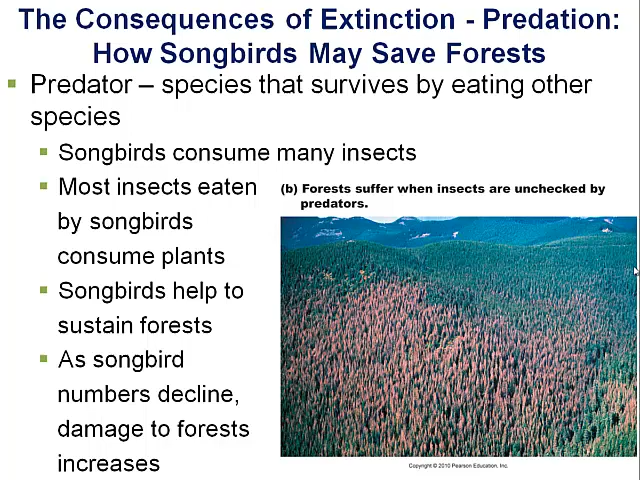 The Consequences of Extinction - Predation:
How Songbirds May Save Forests
▪ Predator – species that survives by eating other
species
▪ Songbirds consume many insects
▪ Most insects eaten
by songbirds
consume plants
▪ Songbirds help to
sustain forests
▪ As songbird
numbers decline,
damage to forests
increases
(b) Forests suffer when insects are unchecked by
predators.
Copyright © 2010 Pearson Education, Inc.